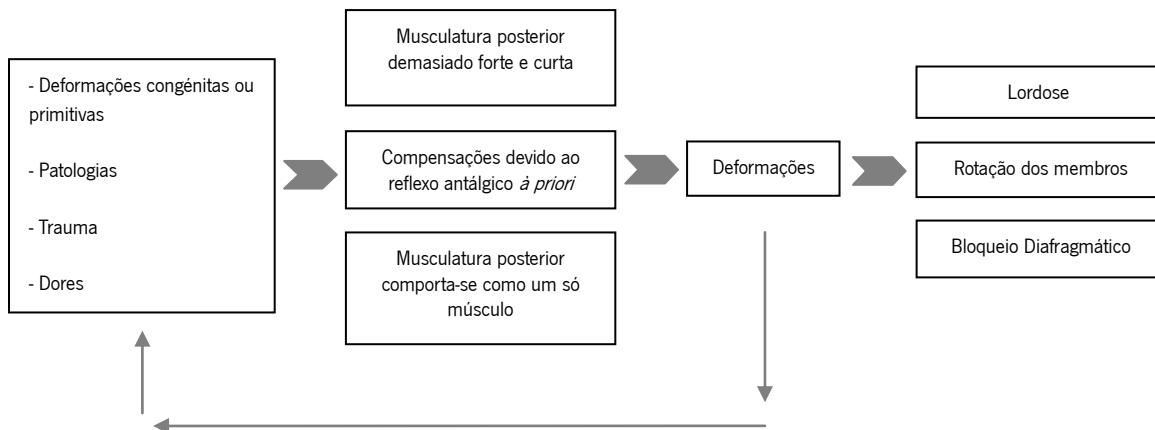 - Deformações congénitas ou
primitivas
- Patologias
- Trauma
- Dores
Musculatura posterior
demasiado forte e curta
Compensações devido ao
reflexo antálgico à priori
Musculatura posterior
comporta-se como um só
músculo
Deformações
Lordose
Rotação dos membros
Bloqueio Diafragmático